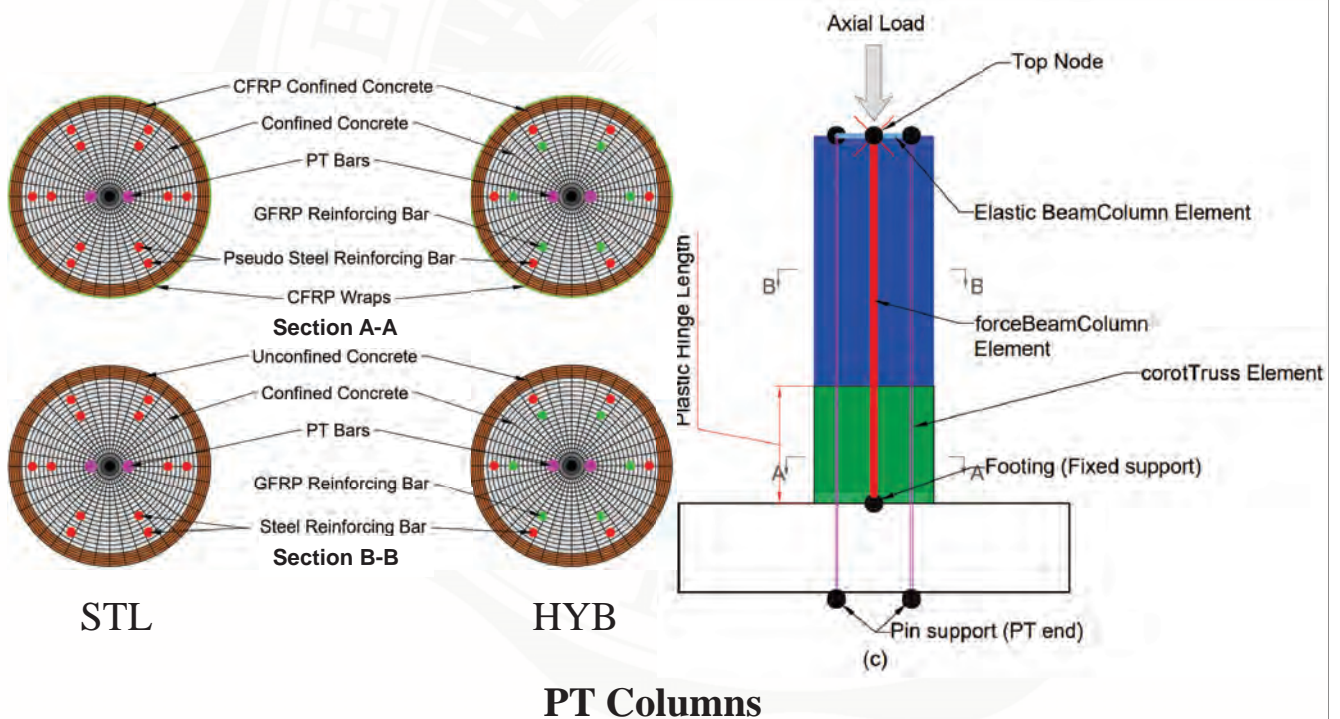 CFRP Confined Concrete
Confined Concrete
PT Bars
GFRP Reinforcing Bar
Pseudo Steel Reinforcing Bar
CFRP Wraps
Section A-A
Unconfined Concrete
Confined Concrete
PT Bars
GFRP Reinforcing Bar
Steel Reinforcing Bar
Section B-B
STL
HYB
Axial Load
Top Node
Elastic BeamColumn Element
Plastic Hinge Length
B
B
forceBeamColumn
Element
corotTruss Element
A
A
Footing (Fixed support)
Pin support (PT end)
(c)
PT Columns